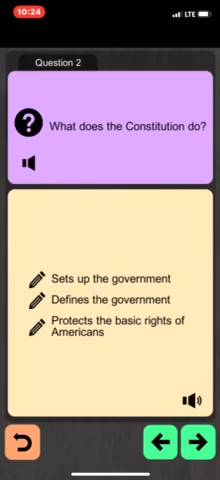 10:24
LTE
Question 2
?
What does the Constitution do?
Sets up the government
Defines the government
Protects the basic rights of
Americans